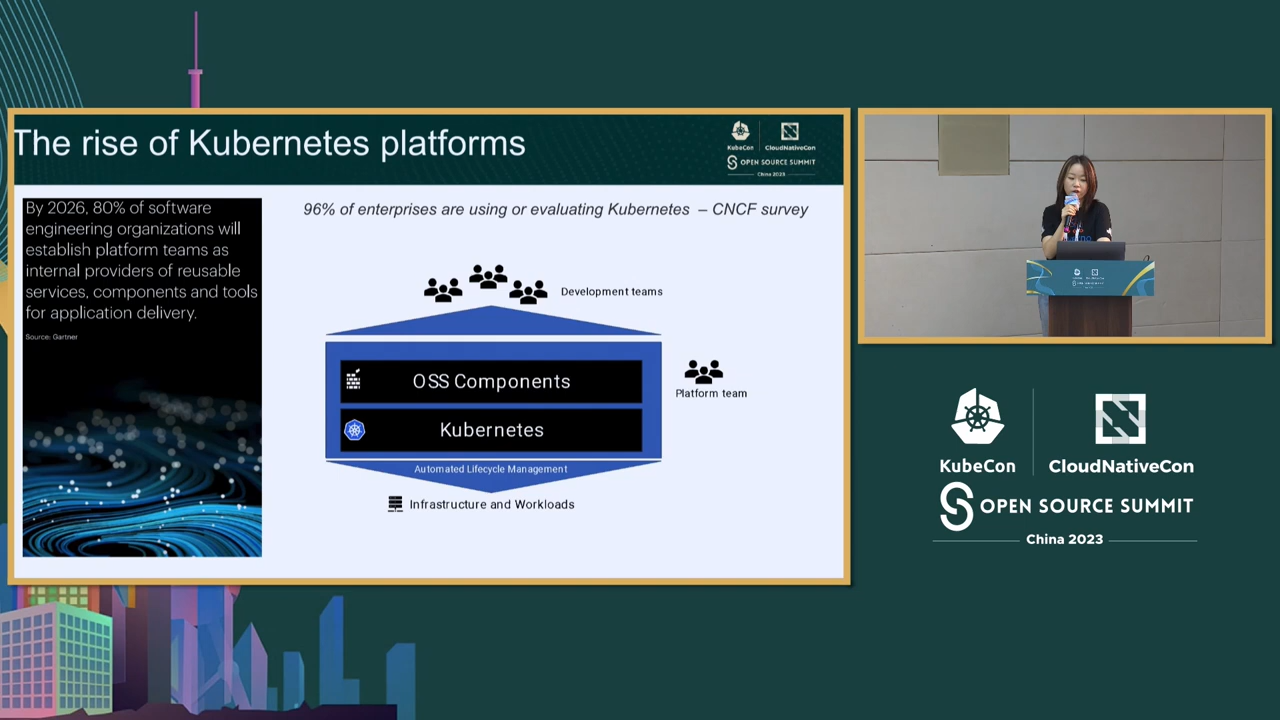 The rise of Kubernetes platforms
KubeCon
CloudNativeCon
OPEN SOURCE SUMMIT
China 2023
By 2026, 80% of software
engineering organizations will
establish platform teams as
internal providers of reusable
services, components and tools
for application delivery.
Source: Gartner
96% of enterprises are using or evaluating Kubernetes – CNCF survey
Development teams
OSS Components
Platform team
Kubernetes
Automated Lifecycle Management
Infrastructure and Workloads
KubeCon
CloudNativeCon
OPEN SOURCE SUMMIT
China 2023